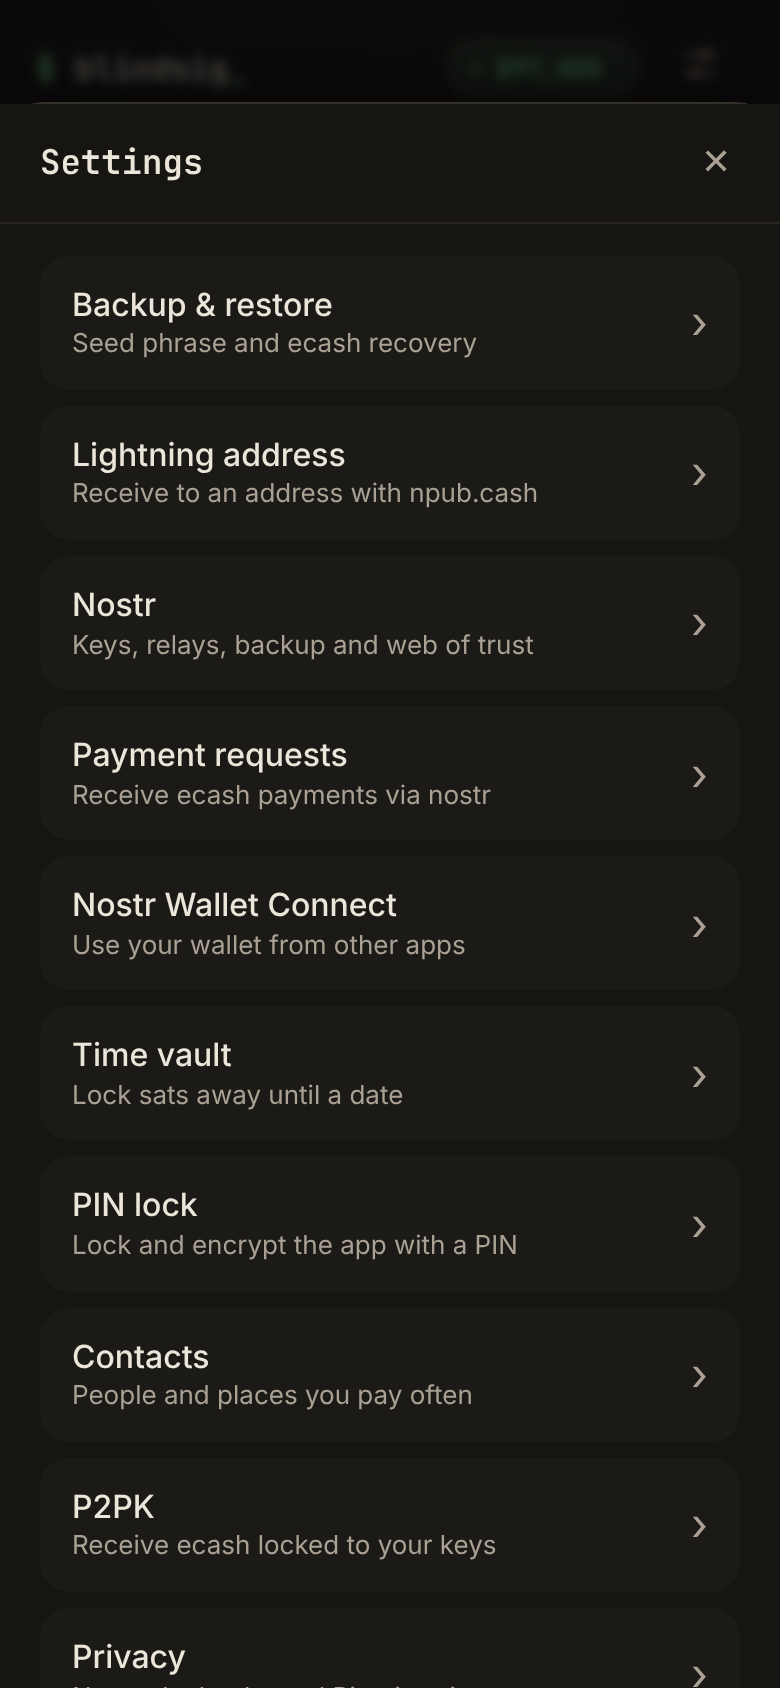 blindsig_
Settings
Backup & restore
Seed phrase and ecash recovery
Lightning address
Receive to an address with npub.cash
Nostr
Keys, relays, backup and web of trust
Payment requests
Receive ecash payments via nostr
Nostr Wallet Connect
Use your wallet from other apps
Time vault
Lock sats away until a date
PIN lock
Lock and encrypt the app with a PIN
Contacts
People and places you pay often
P2PK
Receive ecash locked to your keys
Privacy